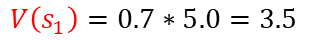 V(s₁) = 0.7 * 5.0 = 3.5